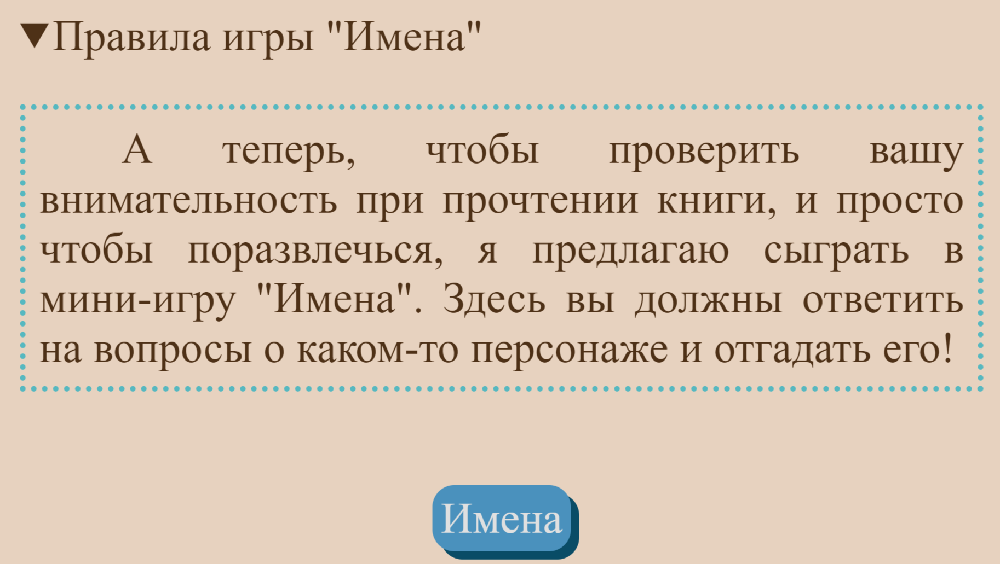 ▼Правила игры "Имена"
А теперь, чтобы проверить вашу
внимательность при прочтении книги, и просто
чтобы поразвлечься, я предлагаю сыграть в
мини-игру "Имена". Здесь вы должны ответить
на вопросы о каком-то персонаже и отгадать его!
Имена